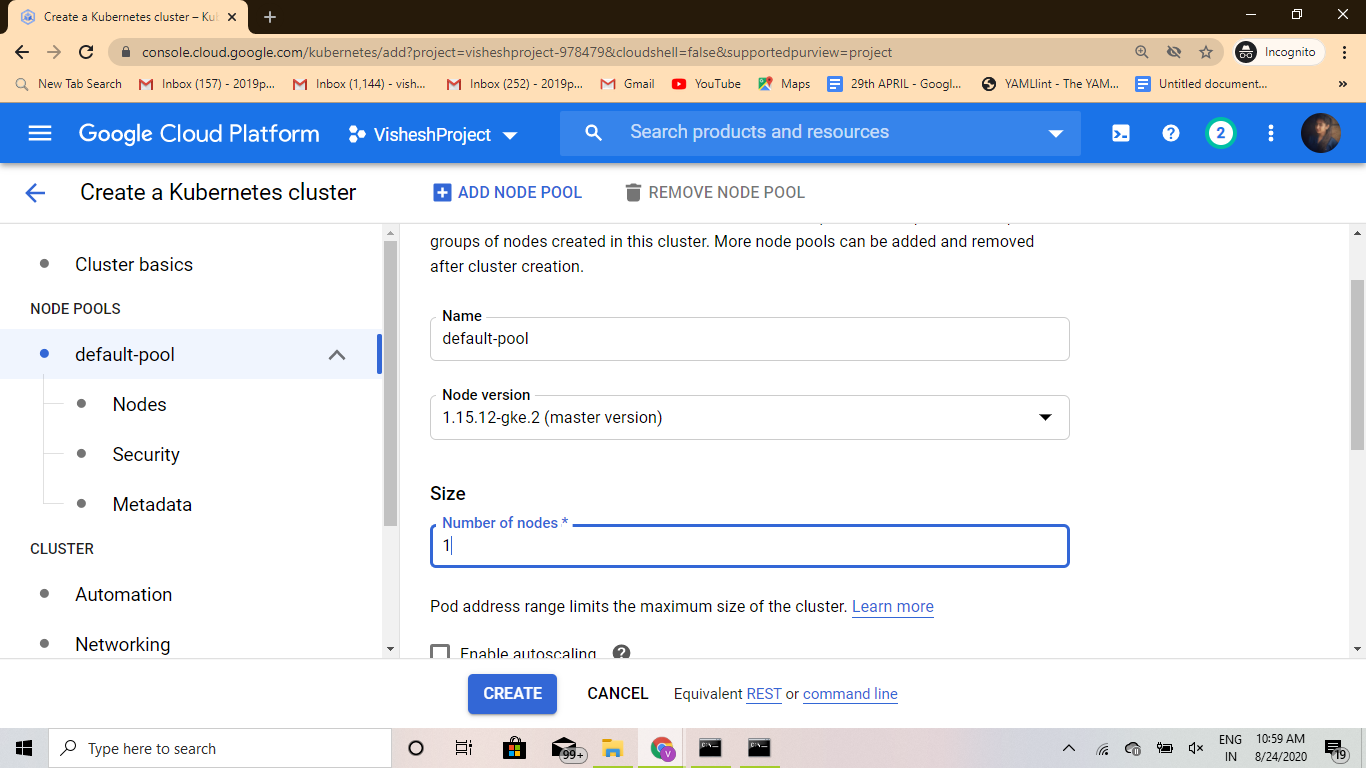 Create a Kubernetes cluster – Ku
console.cloud.google.com/kubernetes/add?project=visheshproject-978479&cloudshell=false&supportedpurview=project
Incognito
New Tab Search
Inbox (157) - 2019p...
Inbox (1,144) - vish...
Inbox (252) - 2019p...
Gmail
YouTube
Maps
29th APRIL - Googl...
YAMLlint - The YAM...
Untitled document...
»
Google Cloud Platform
VisheshProject
Search products and resources
2
Create a Kubernetes cluster
ADD NODE POOL
REMOVE NODE POOL
Cluster basics
NODE POOLS
default-pool
Nodes
Security
Metadata
CLUSTER
Automation
Networking
groups of nodes created in this cluster. More node pools can be added and removed
after cluster creation.
Name
default-pool
Node version
1.15.12-gke.2 (master version)
Size
Number of nodes *
1
Pod address range limits the maximum size of the cluster. Learn more
Enable autoscaling
CREATE
CANCEL
Equivalent REST or command line
Type here to search
99+
V
ENG
IN
10:59 AM
8/24/2020
19